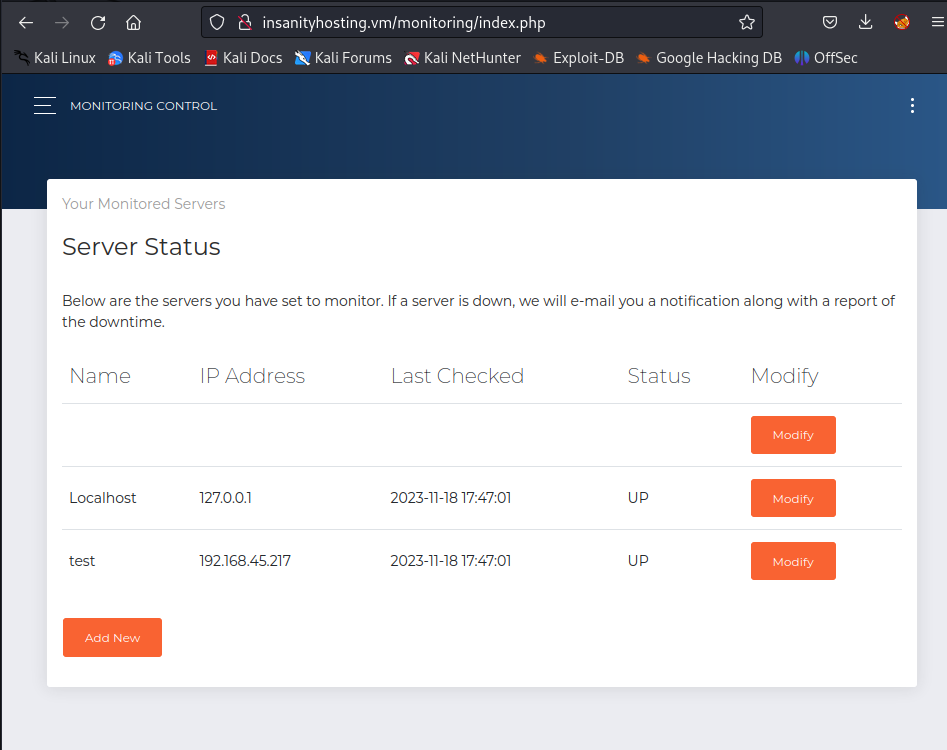 insanityhosting.vm/monitoring/index.php
Kali Linux Kali Tools Kali Docs Kali Forums Kali NetHunter Exploit-DB Google Hacking DB OffSec
MONITORING CONTROL
Your Monitored Servers
Server Status
Below are the servers you have set to monitor. If a server is down, we will e-mail you a notification along with a report of
the downtime.
Name IP Address Last Checked Status Modify
Modify
Localhost 127.0.0.1 2023-11-18 17:47:01 UP Modify
test 192.168.45.217 2023-11-18 17:47:01 UP Modify
Add New